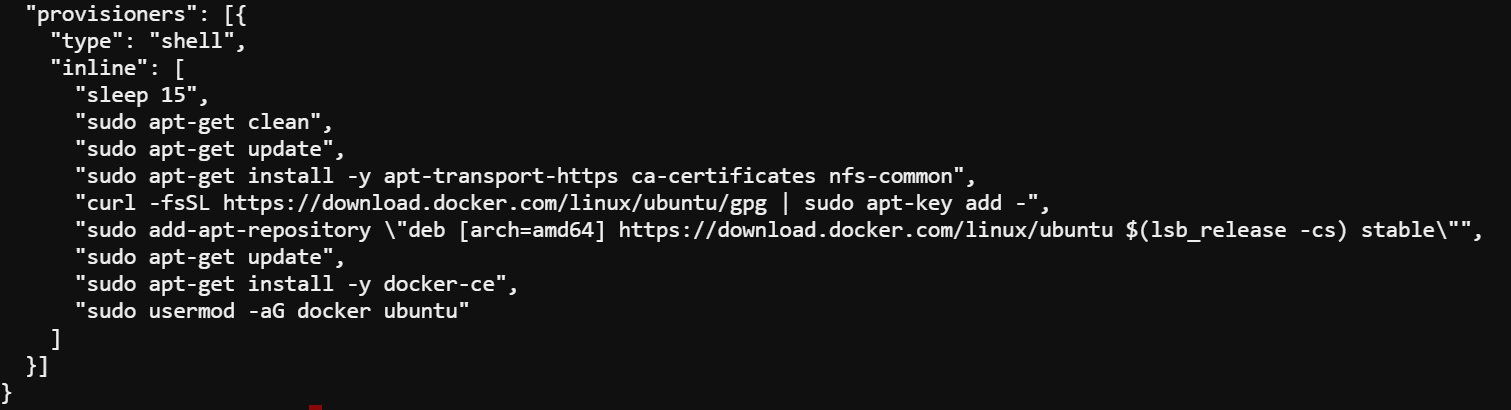 "provisioners": [{
    "type": "shell",
    "inline": [
      "sleep 15",
      "sudo apt-get clean",
      "sudo apt-get update",
      "sudo apt-get install -y apt-transport-https ca-certificates nfs-common",
      "curl -fsSL https://download.docker.com/linux/ubuntu/gpg | sudo apt-key add -",
      "sudo add-apt-repository \"deb [arch=amd64] https://download.docker.com/linux/ubuntu $(lsb_release -cs) stable\"",
      "sudo apt-get update",
      "sudo apt-get install -y docker-ce",
      "sudo usermod -aG docker ubuntu"
    ]
  }]
}